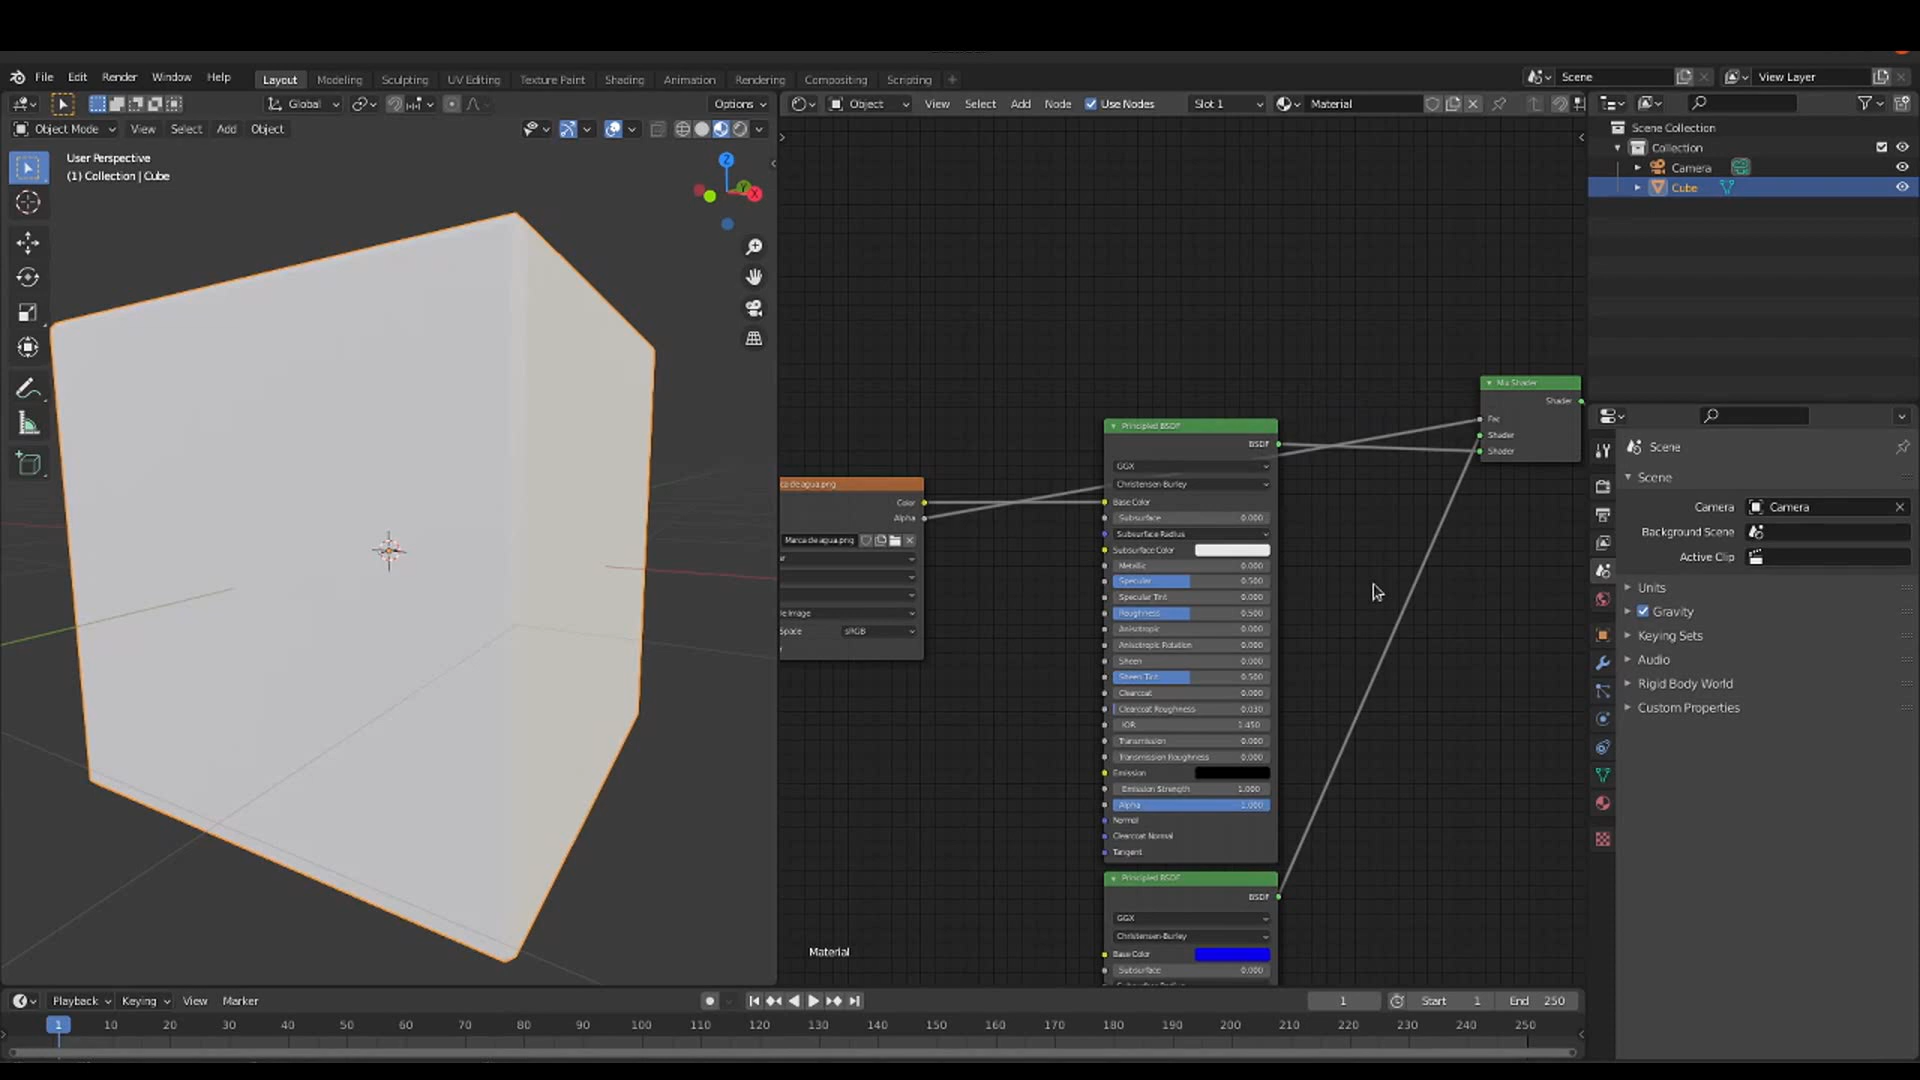 File Edit Render Window Help Layout Modeling Sculpting UV Editing Texture Paint Shading Animation Rendering Compositing Scripting Scene View Layer
Global Options Object View Select Add Node Use Nodes Slot 1 Material
Object Mode View Select Add Object
User Perspective
(1) Collection | Cube
Z
Y
X
Color
Alpha
Marca de agua.png
sRGB
Principled BSDF
BSDF
GGX
Christensen-Burley
Base Color
Subsurface 0.000
Subsurface Radius
Subsurface Color
Metallic 0.000
Specular 0.500
Specular Tint 0.000
Roughness 0.500
Anisotropic 0.000
Anisotropic Rotation 0.000
Sheen 0.000
Sheen Tint 0.500
Clearcoat 0.000
Clearcoat Roughness 0.030
IOR 1.450
Transmission 0.000
Transmission Roughness 0.000
Emission
Emission Strength 1.000
Alpha 1.000
Normal
Clearcoat Normal
Tangent
Principled BSDF
BSDF
GGX
Christensen-Burley
Base Color
Subsurface 0.000
Mix Shader
Shader
Fac
Shader
Shader
Material
Scene Collection
Collection
Camera
Cube
Scene
Scene
Camera Camera
Background Scene
Active Clip
Units
Gravity
Keying Sets
Audio
Rigid Body World
Custom Properties
Playback Keying View Marker 1 Start 1 End 250
1 10 20 30 40 50 60 70 80 90 100 110 120 130 140 150 160 170 180 190 200 210 220 230 240 250